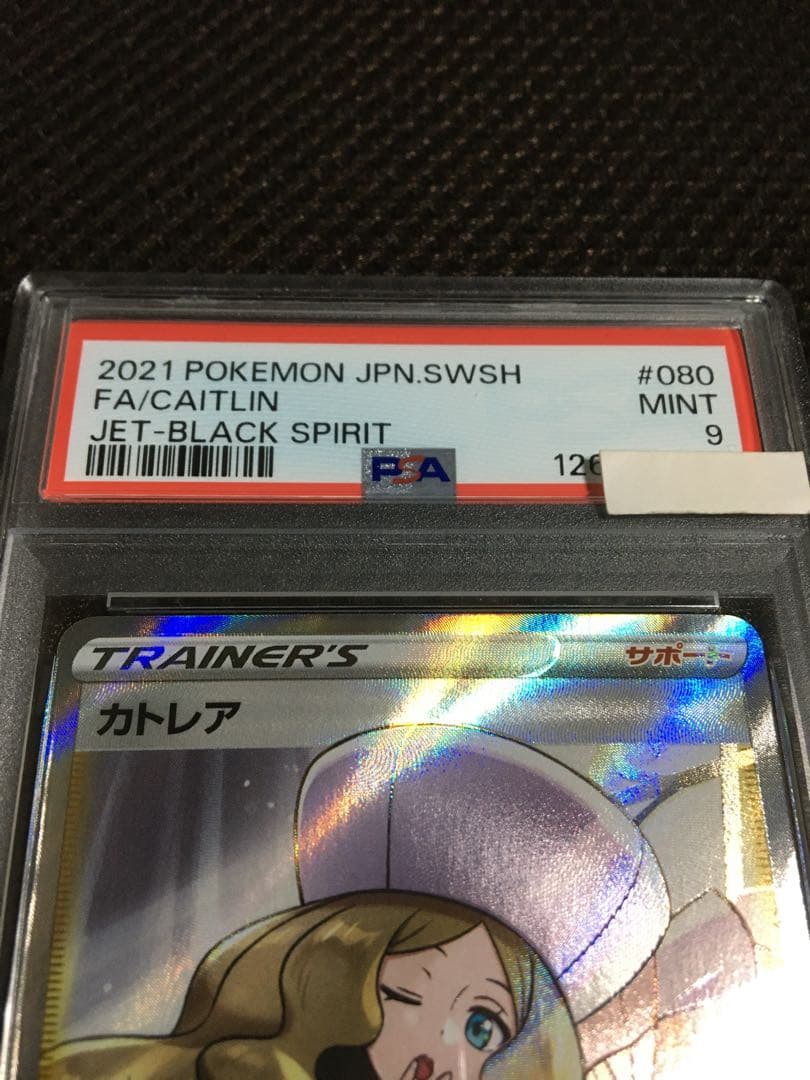 2021 POKEMON JPN.SWSH #080
FA/CAITLIN MINT
JET-BLACK SPIRIT 9
PSA 126
TRAINER'S サポート
カトレア